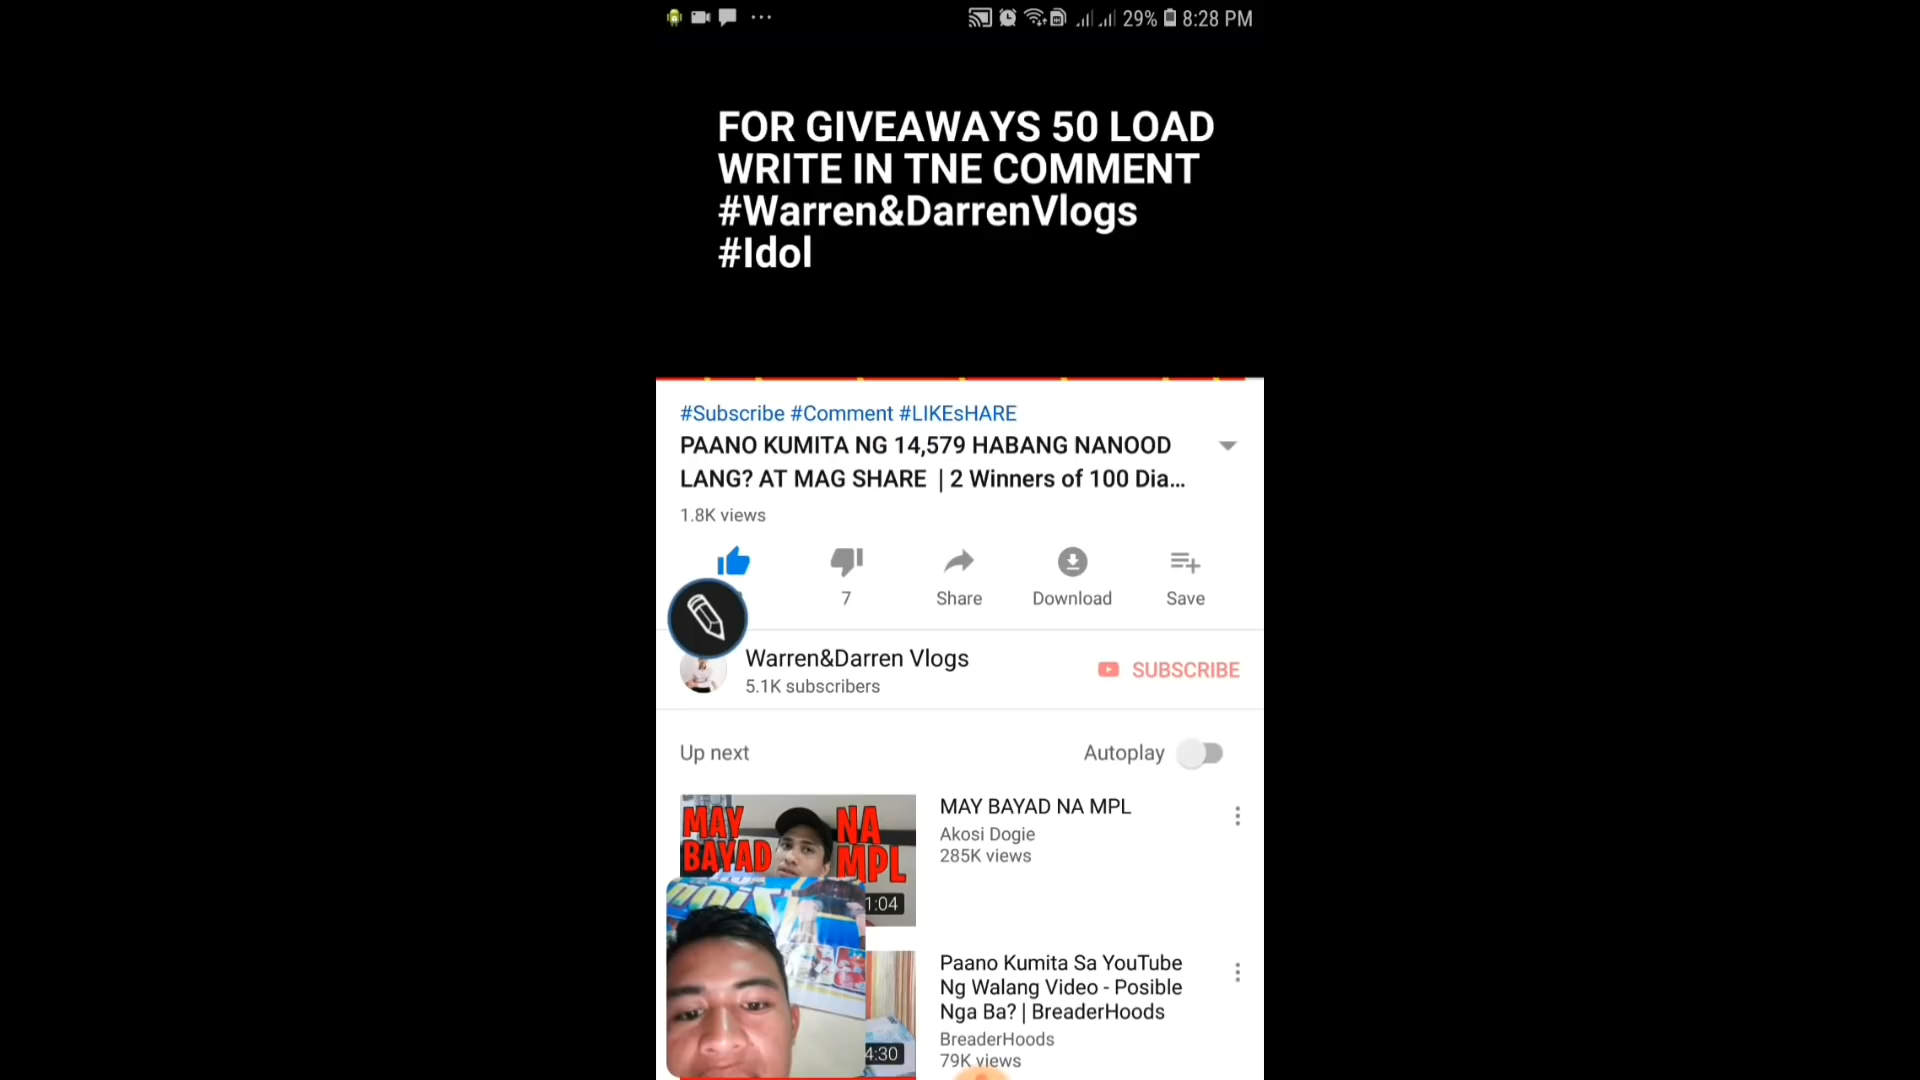 29% 8:28 PM
FOR GIVEAWAYS 50 LOAD
WRITE IN TNE COMMENT
#Warren&DarrenVlogs
#Idol
#Subscribe #Comment #LIKEsHARE
PAANO KUMITA NG 14,579 HABANG NANOOD
LANG? AT MAG SHARE | 2 Winners of 100 Dia...
1.8K views
7
Share
Download
Save
Warren&Darren Vlogs
5.1K subscribers
SUBSCRIBE
Up next
Autoplay
MAY BAYAD
NA MPL
1:04
MAY BAYAD NA MPL
Akosi Dogie
285K views
4:30
Paano Kumita Sa YouTube
Ng Walang Video - Posible
Nga Ba? | BreaderHoods
BreaderHoods
79K views